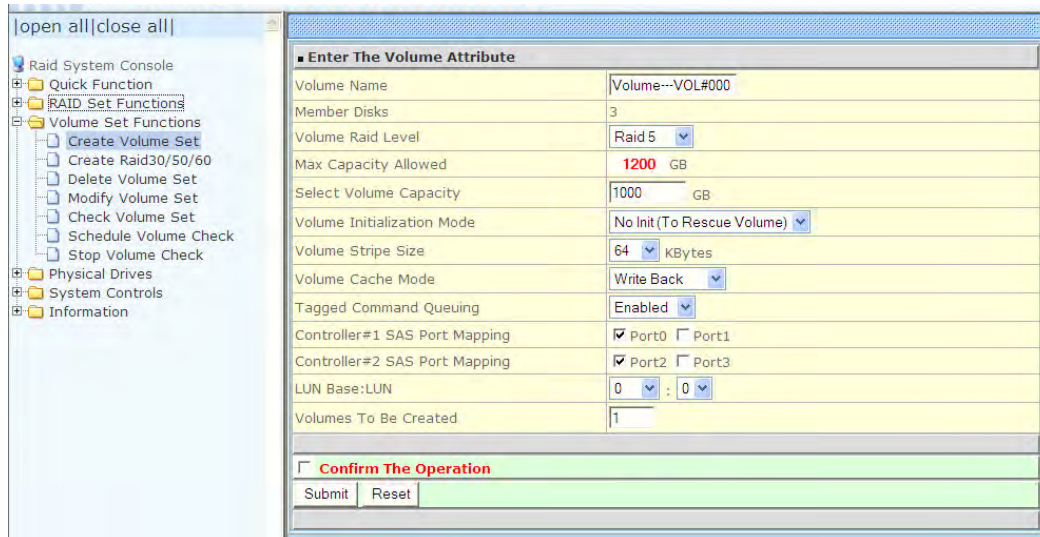 |open all|close all|
Raid System Console
Quick Function
RAID Set Functions
Volume Set Functions
Create Volume Set
Create Raid30/50/60
Delete Volume Set
Modify Volume Set
Check Volume Set
Schedule Volume Check
Stop Volume Check
Physical Drives
System Controls
Information
Enter The Volume Attribute
Volume Name Volume---VOL#000
Member Disks 3
Volume Raid Level Raid 5
Max Capacity Allowed 1200 GB
Select Volume Capacity 1000 GB
Volume Initialization Mode No Init (To Rescue Volume)
Volume Stripe Size 64 KBytes
Volume Cache Mode Write Back
Tagged Command Queuing Enabled
Controller#1 SAS Port Mapping Port0 Port1
Controller#2 SAS Port Mapping Port2 Port3
LUN Base:LUN 0 : 0
Volumes To Be Created 1
Confirm The Operation
Submit Reset